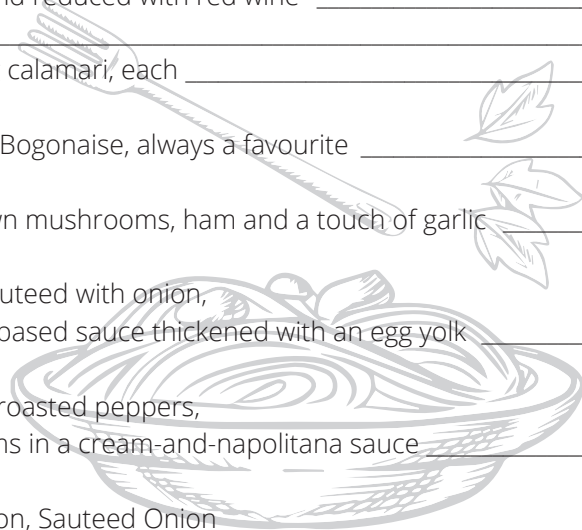 nd reduced with red wine
calamari, each
Bogonaise, always a favourite
n mushrooms, ham and a touch of garlic
uteed with onion,
based sauce thickened with an egg yolk
roasted peppers,
ns in a cream-and-napolitana sauce
on, Sauteed Onion